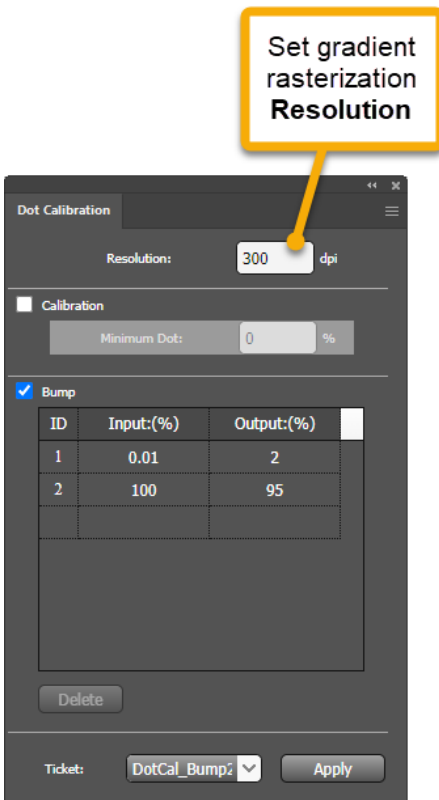 Set gradient
rasterization
Resolution
Dot Calibration
Resolution: 300 dpi
Calibration
Minimum Dot: 0 %
Bump
ID Input:(%) Output:(%)
1 0.01 2
2 100 95
Delete
Ticket: DotCal_Bump2 Apply